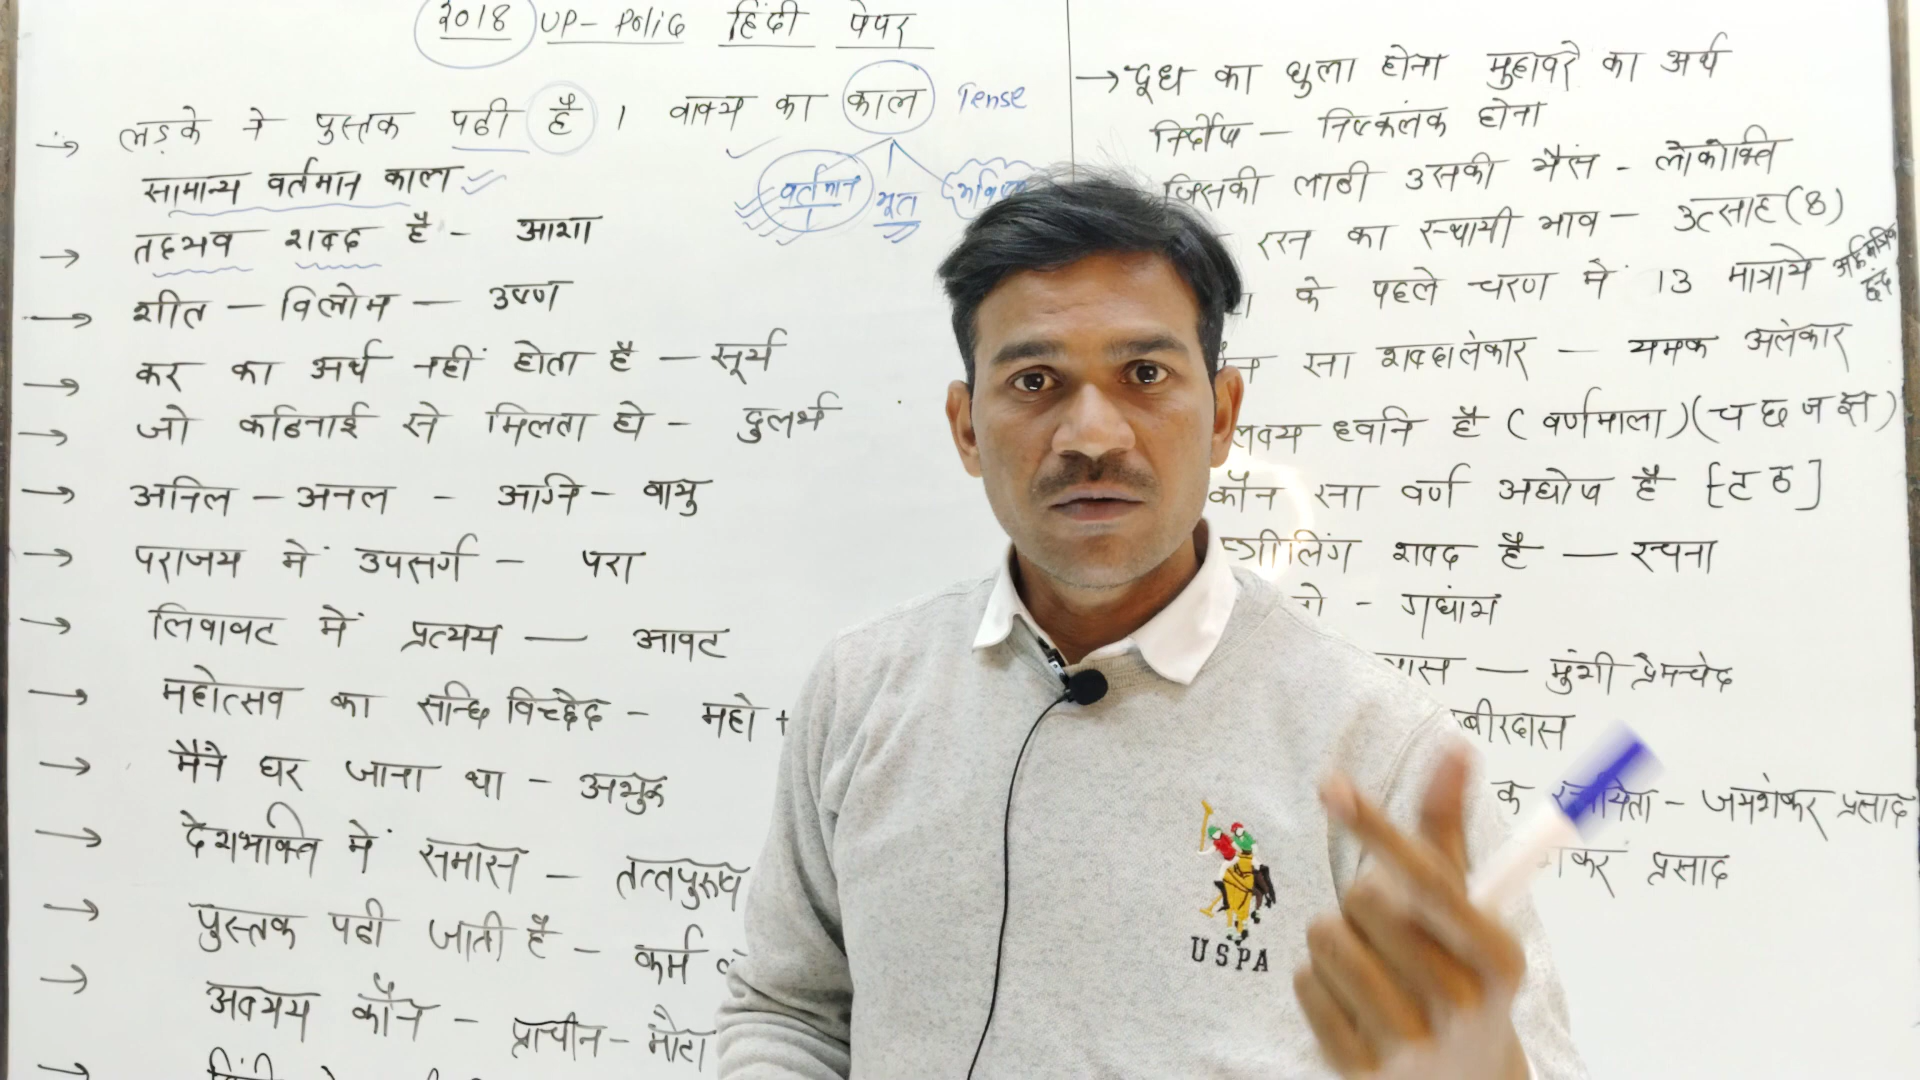 2018 UP- Police हिंदी पेपर
लड़के ने पुस्तक पढी है । वाक्य का काल Tense
वर्तमान भूत
सामान्य वर्तमान काल
तद्भव शब्द है - आशा
शीत – विलोम – उष्ण
कर का अर्थ नहीं होता है – सूर्य
जो कठिनाई से मिलता हो - दुलर्भ
अनिल – अनल - अग्नि – वायु
पराजय में उपसर्ग – परा
लिखावट में प्रत्यय — आवट
महोत्सव का सन्धि विच्छेद – महो +
मैने घर जाना था – अशुद्ध
देशभक्ति में समास – तत्तपुरूष
पुस्तक पढी जाती है – कर्म
अव्यय कौन – प्राचीन – मीठा
→ दूध का धुला होना मुहावरे का अर्थ
निर्दोष – निष्कलंक होना
जिसकी लाठी उसकी भैंस - लोकोक्ति
रस का स्थायी भाव – उत्साह (8)
के पहले चरण में 13 मात्राये
सा शब्दालंकार – यमक अलंकार
ध्वनि है ( वर्णमाला) (च छ ज झ)
कौन सा वर्ण अघोष है [ट ठ]
स्त्रीलिंग शब्द है — रचना
– मुंशी प्रेमचंद
कबीरदास
के रचयिता – जयशंकर प्रसाद
शंकर प्रसाद
USPA